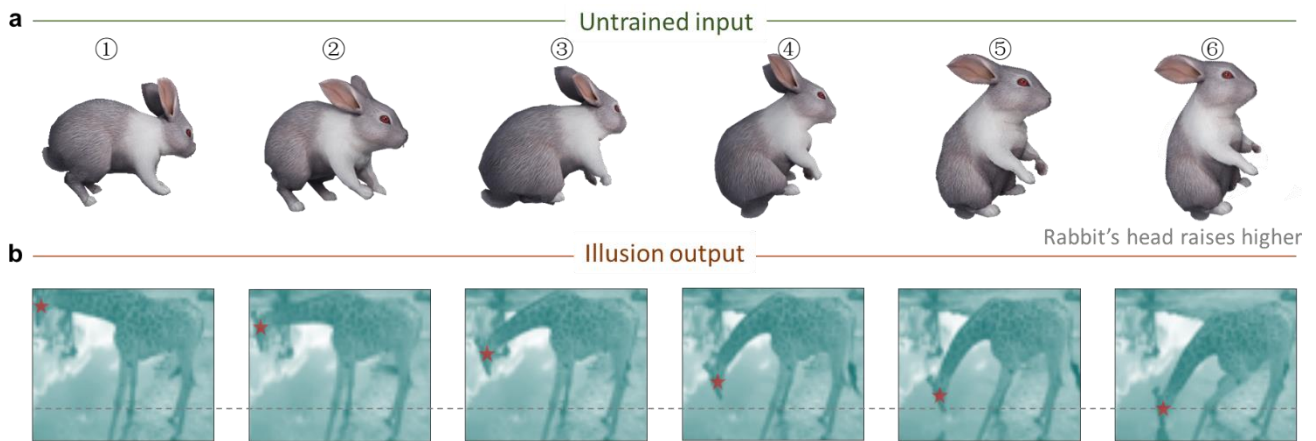 a
Untrained input
① ② ③ ④ ⑤ ⑥
Rabbit's head raises higher
b
Illusion output